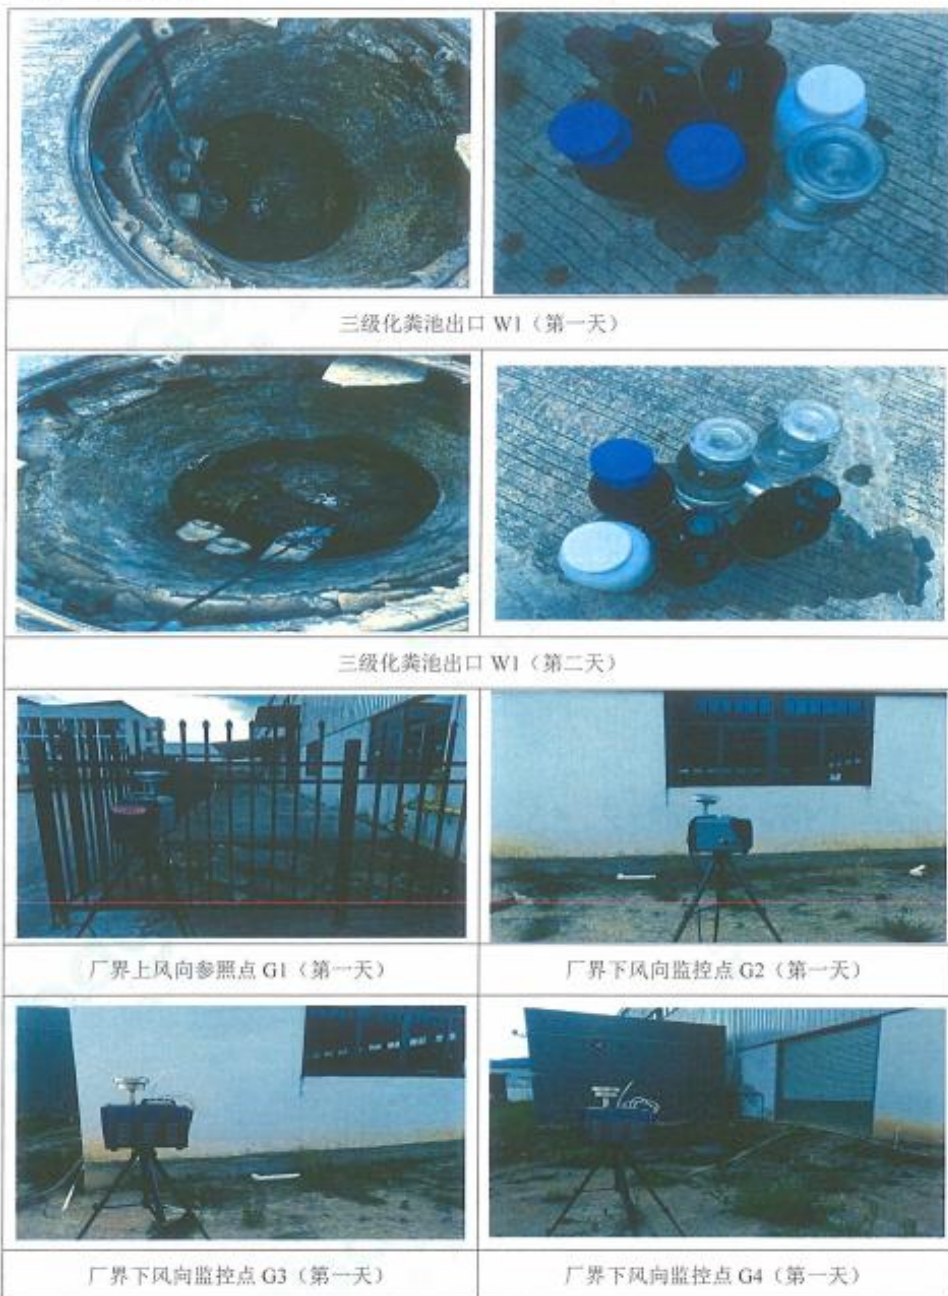 三级化粪池出口 W1（第一天）
三级化粪池出口 W1（第二天）
厂界上风向参照点 G1（第一天）
厂界下风向监控点 G2（第一天）
厂界下风向监控点 G3（第一天）
厂界下风向监控点 G4（第一天）